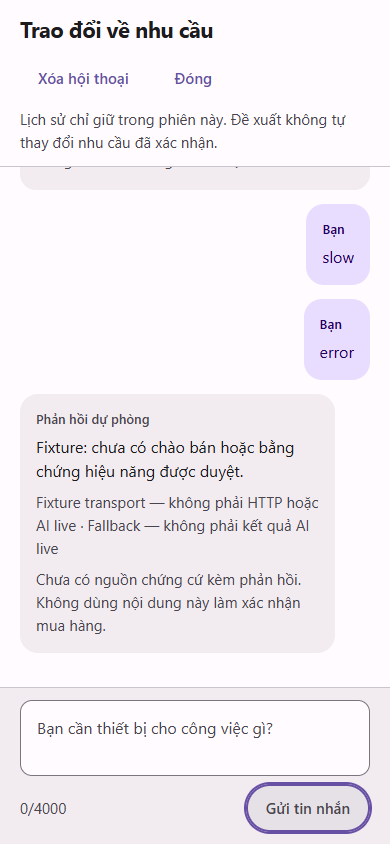 Trao đổi về nhu cầu
Xóa hội thoại
Đóng
Lịch sử chỉ giữ trong phiên này. Đề xuất không tự
thay đổi nhu cầu đã xác nhận.
Bạn
slow
Bạn
error
Phản hồi dự phòng
Fixture: chưa có chào bán hoặc bằng
chứng hiệu năng được duyệt.
Fixture transport — không phải HTTP hoặc
AI live · Fallback — không phải kết quả AI
live
Chưa có nguồn chứng cứ kèm phản hồi.
Không dùng nội dung này làm xác nhận
mua hàng.
Bạn cần thiết bị cho công việc gì?
0/4000
Gửi tin nhắn